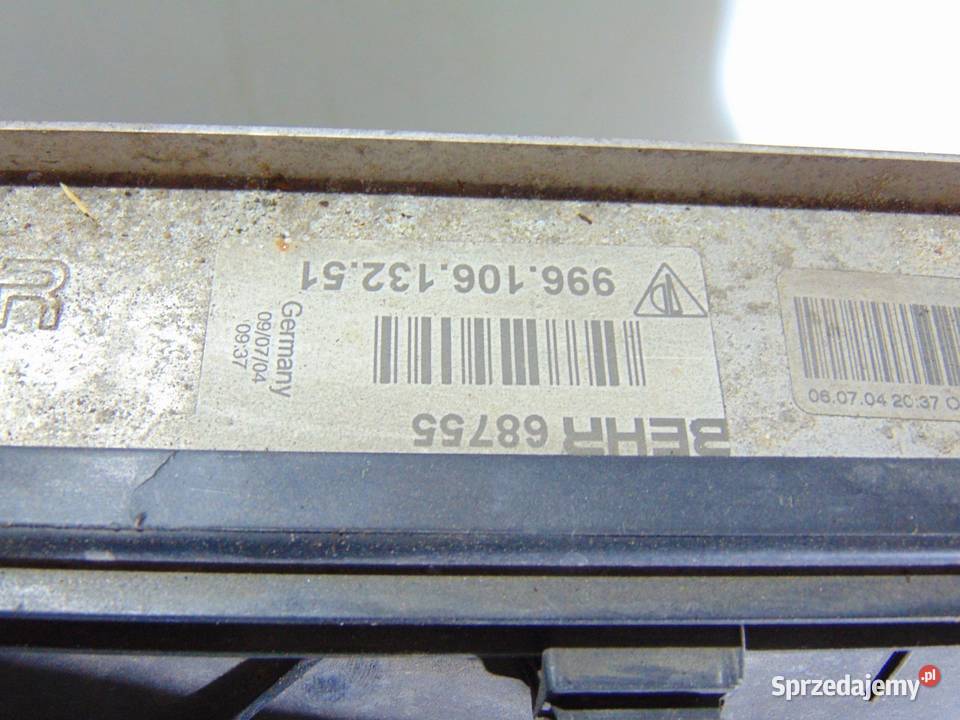 996.106.132.51
Germany
09/07/04
09:37
BEHR 68755
06.07.04 20:37
Sprzedajemy.pl